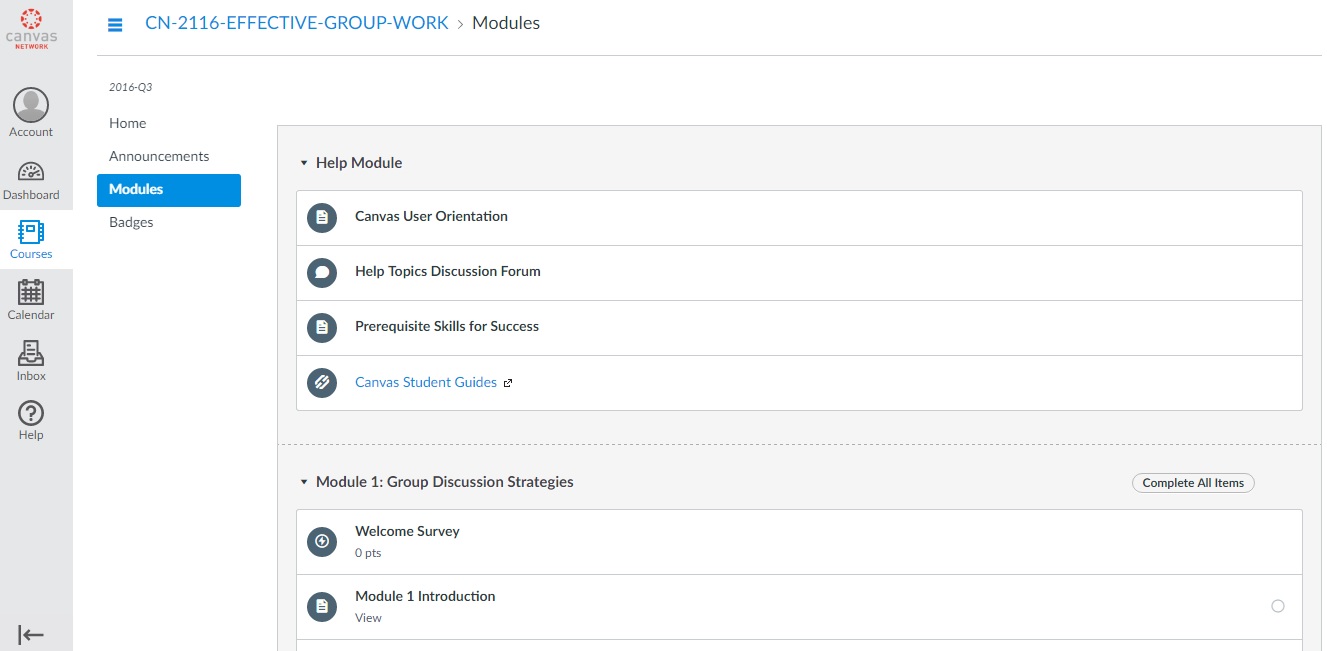 canvas
NETWORK
Account
Dashboard
Courses
Calendar
Inbox
Help
CN-2116-EFFECTIVE-GROUP-WORK > Modules
2016-Q3
Home
Announcements
Modules
Badges
Help Module
Canvas User Orientation
Help Topics Discussion Forum
Prerequisite Skills for Success
Canvas Student Guides
Module 1: Group Discussion Strategies
Complete All Items
Welcome Survey
0 pts
Module 1 Introduction
View